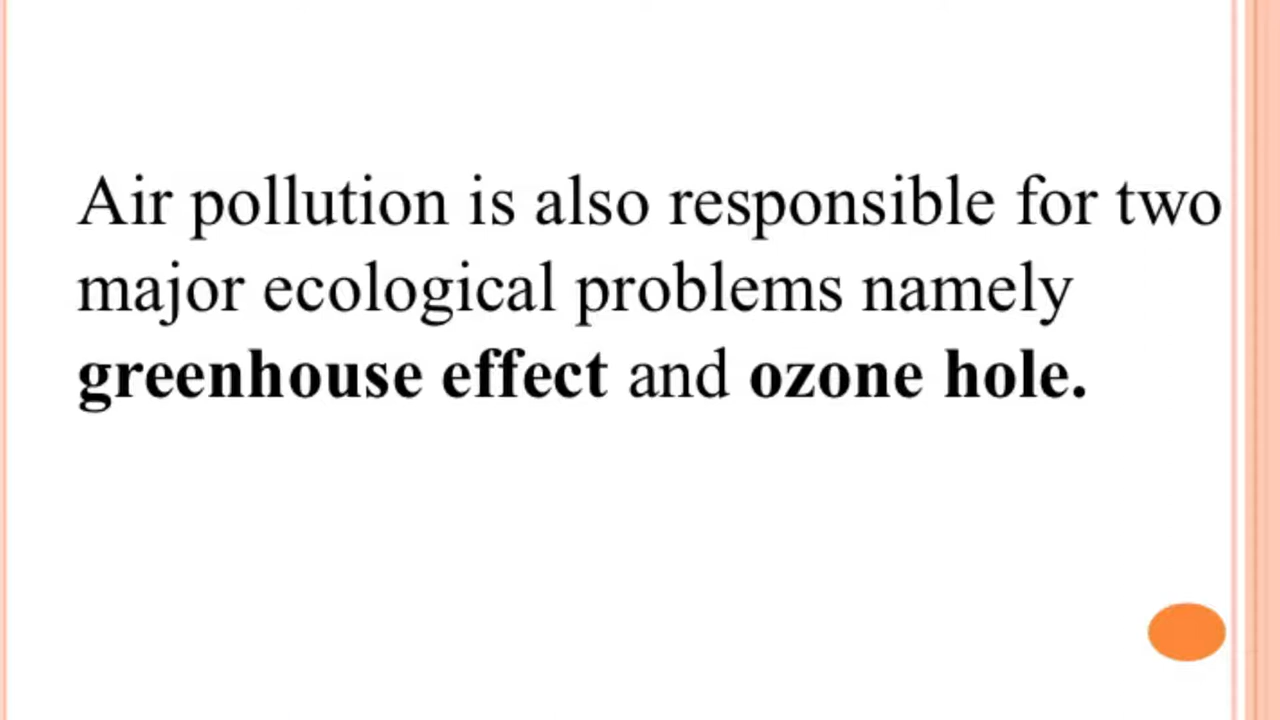 Air pollution is also responsible for two
major ecological problems namely
greenhouse effect and ozone hole.